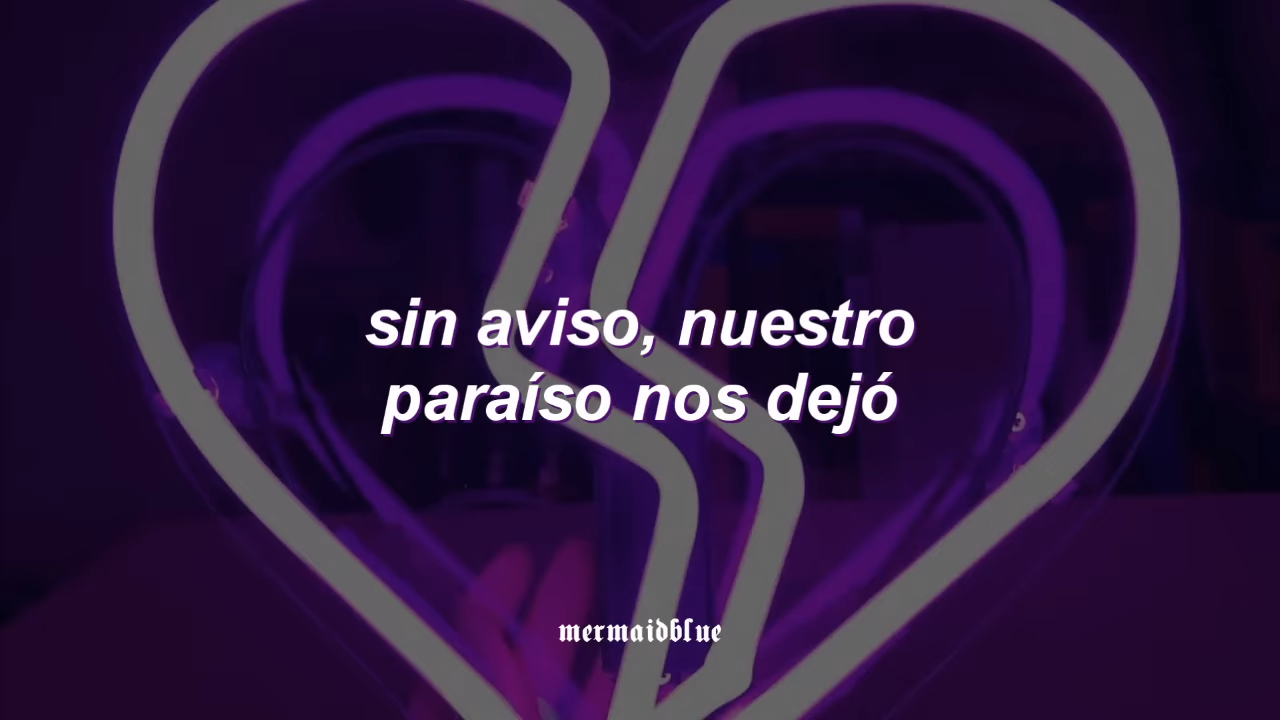 sin aviso, nuestro
paraíso nos dejó
mermaidblue